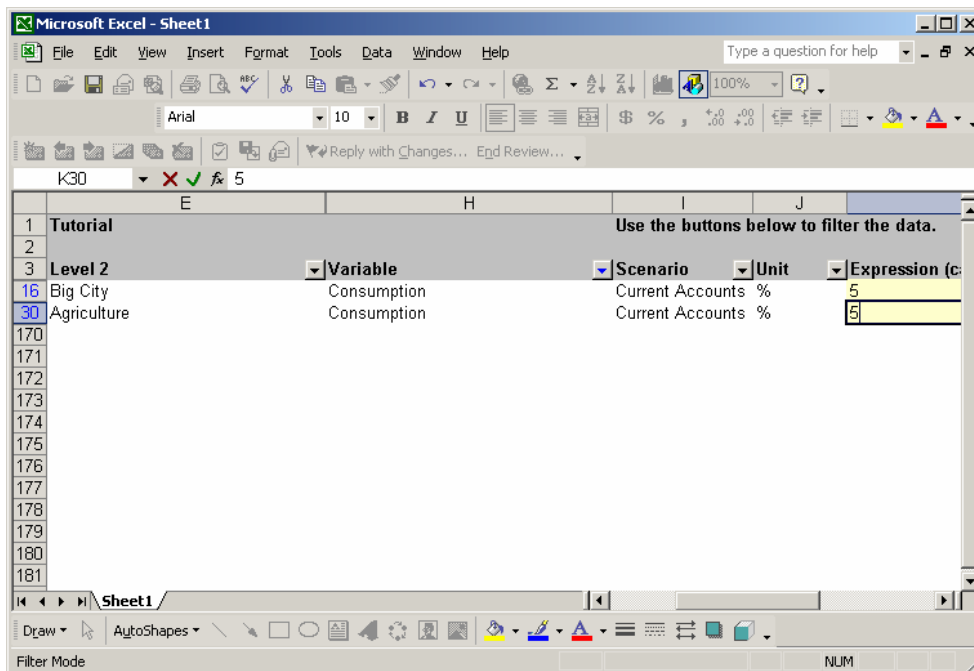 Microsoft Excel - Sheet1
File Edit View Insert Format Tools Data Window Help Type a question for help
ABC Σ A Z Z A 100% ?
Arial 10 B I U $ % , .00 .0 A
Reply with Changes... End Review...
K30 fx 5
E H I J
1 Tutorial Use the buttons below to filter the data.
2
3 Level 2 Variable Scenario Unit Expression (c
16 Big City Consumption Current Accounts % 5
30 Agriculture Consumption Current Accounts % 5
170
171
172
173
174
175
176
177
178
179
180
181
Sheet1
Draw AutoShapes A A
Filter Mode NUM